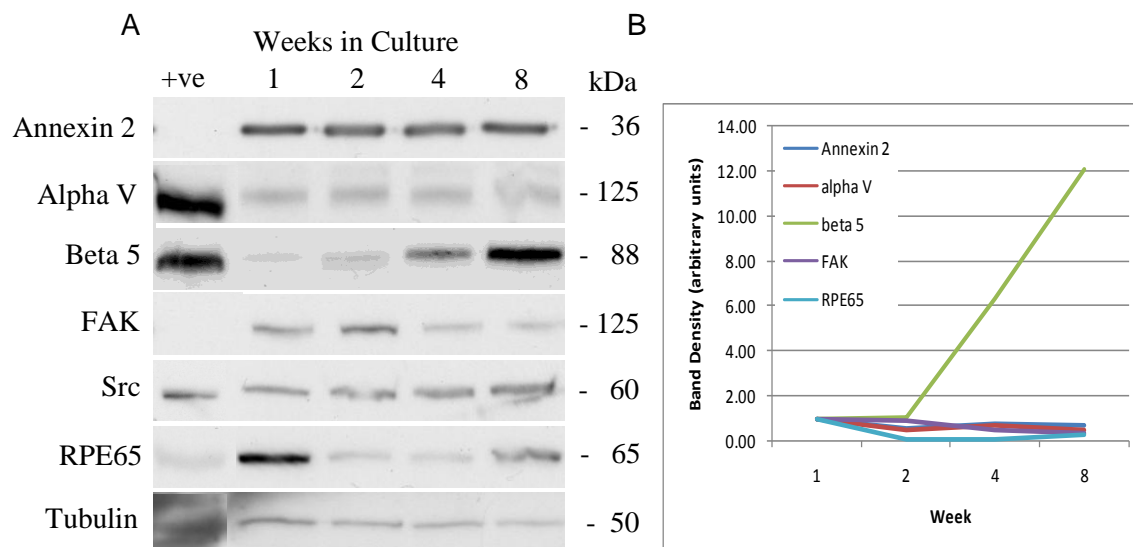 A
Weeks in Culture
+ve 1 2 4 8 kDa
Annexin 2 - 36
Alpha V - 125
Beta 5 - 88
FAK - 125
Src - 60
RPE65 - 65
Tubulin - 50
B
14.00
12.00
10.00
8.00
6.00
4.00
2.00
0.00
Band Density (arbitrary units)
Annexin 2
alpha V
beta 5
FAK
RPE65
1 2 4 8
Week